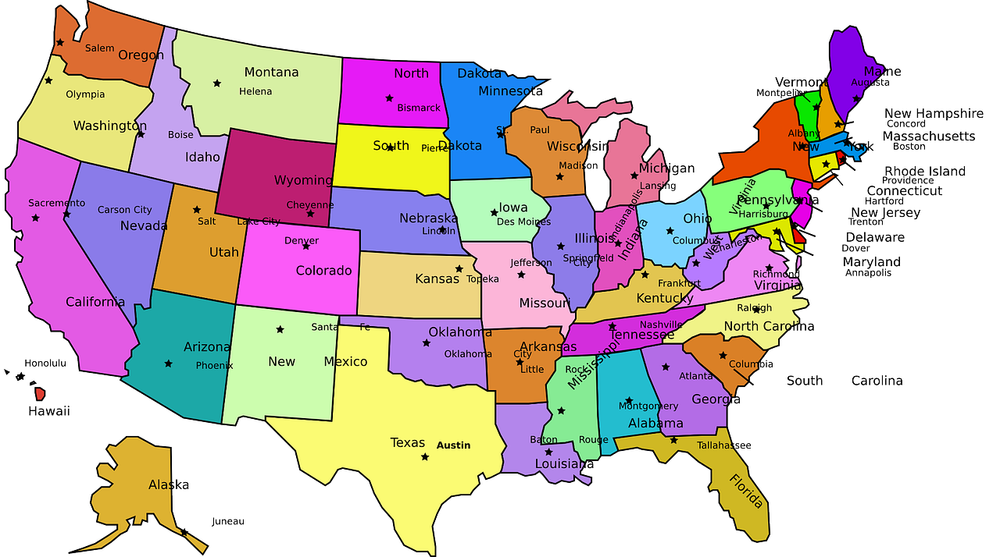 Salem
Oregon
Olympia
Washington
Boise
Idaho
Montana
Helena
North Dakota
Bismarck
South Dakota
Pierre
Minnesota
St. Paul
Wisconsin
Madison
Michigan
Lansing
Wyoming
Cheyenne
Nebraska
Lincoln
Iowa
Des Moines
Illinois
Springfield
Indianapolis
Indiana
Ohio
Columbus
Sacremento
Carson City
Nevada
California
Salt Lake City
Utah
Denver
Colorado
Kansas
Topeka
Jefferson City
Missouri
Frankfurt
Kentucky
Nashville
Tennessee
West Virginia
Charleston
Richmond
Virginia
Raleigh
North Carolina
Columbia
South Carolina
Arizona
Phoenix
Santa Fe
New Mexico
Oklahoma
Oklahoma City
Arkansas
Little Rock
Mississippi
Montgomery
Alabama
Atlanta
Georgia
Tallahassee
Florida
Baton Rouge
Louisiana
Texas
Austin
Honolulu
Hawaii
Alaska
Juneau
Maine
Augusta
Vermont
Montpelier
New Hampshire
Concord
Massachusetts
Boston
Albany
New York
Rhode Island
Providence
Connecticut
Hartford
Pennsylvania
Harrisburg
New Jersey
Trenton
Delaware
Dover
Maryland
Annapolis